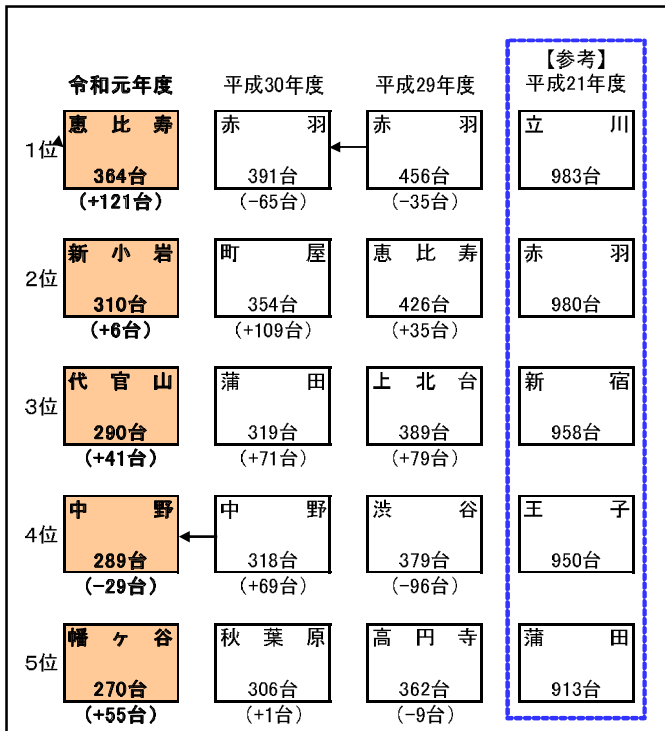 【参考】
令和元年度 平成30年度 平成29年度 平成21年度
1位 恵比寿 赤羽 赤羽 立川
364台 391台 456台 983台
(+121台) (-65台) (-35台)
2位 新小岩 町屋 恵比寿 赤羽
310台 354台 426台 980台
(+6台) (+109台) (+35台)
3位 代官山 蒲田 上北台 新宿
290台 319台 389台 958台
(+41台) (+71台) (+79台)
4位 中野 中野 渋谷 王子
289台 318台 379台 950台
(-29台) (+69台) (-96台)
5位 幡ヶ谷 秋葉原 高円寺 蒲田
270台 306台 362台 913台
(+55台) (+1台) (-9台)